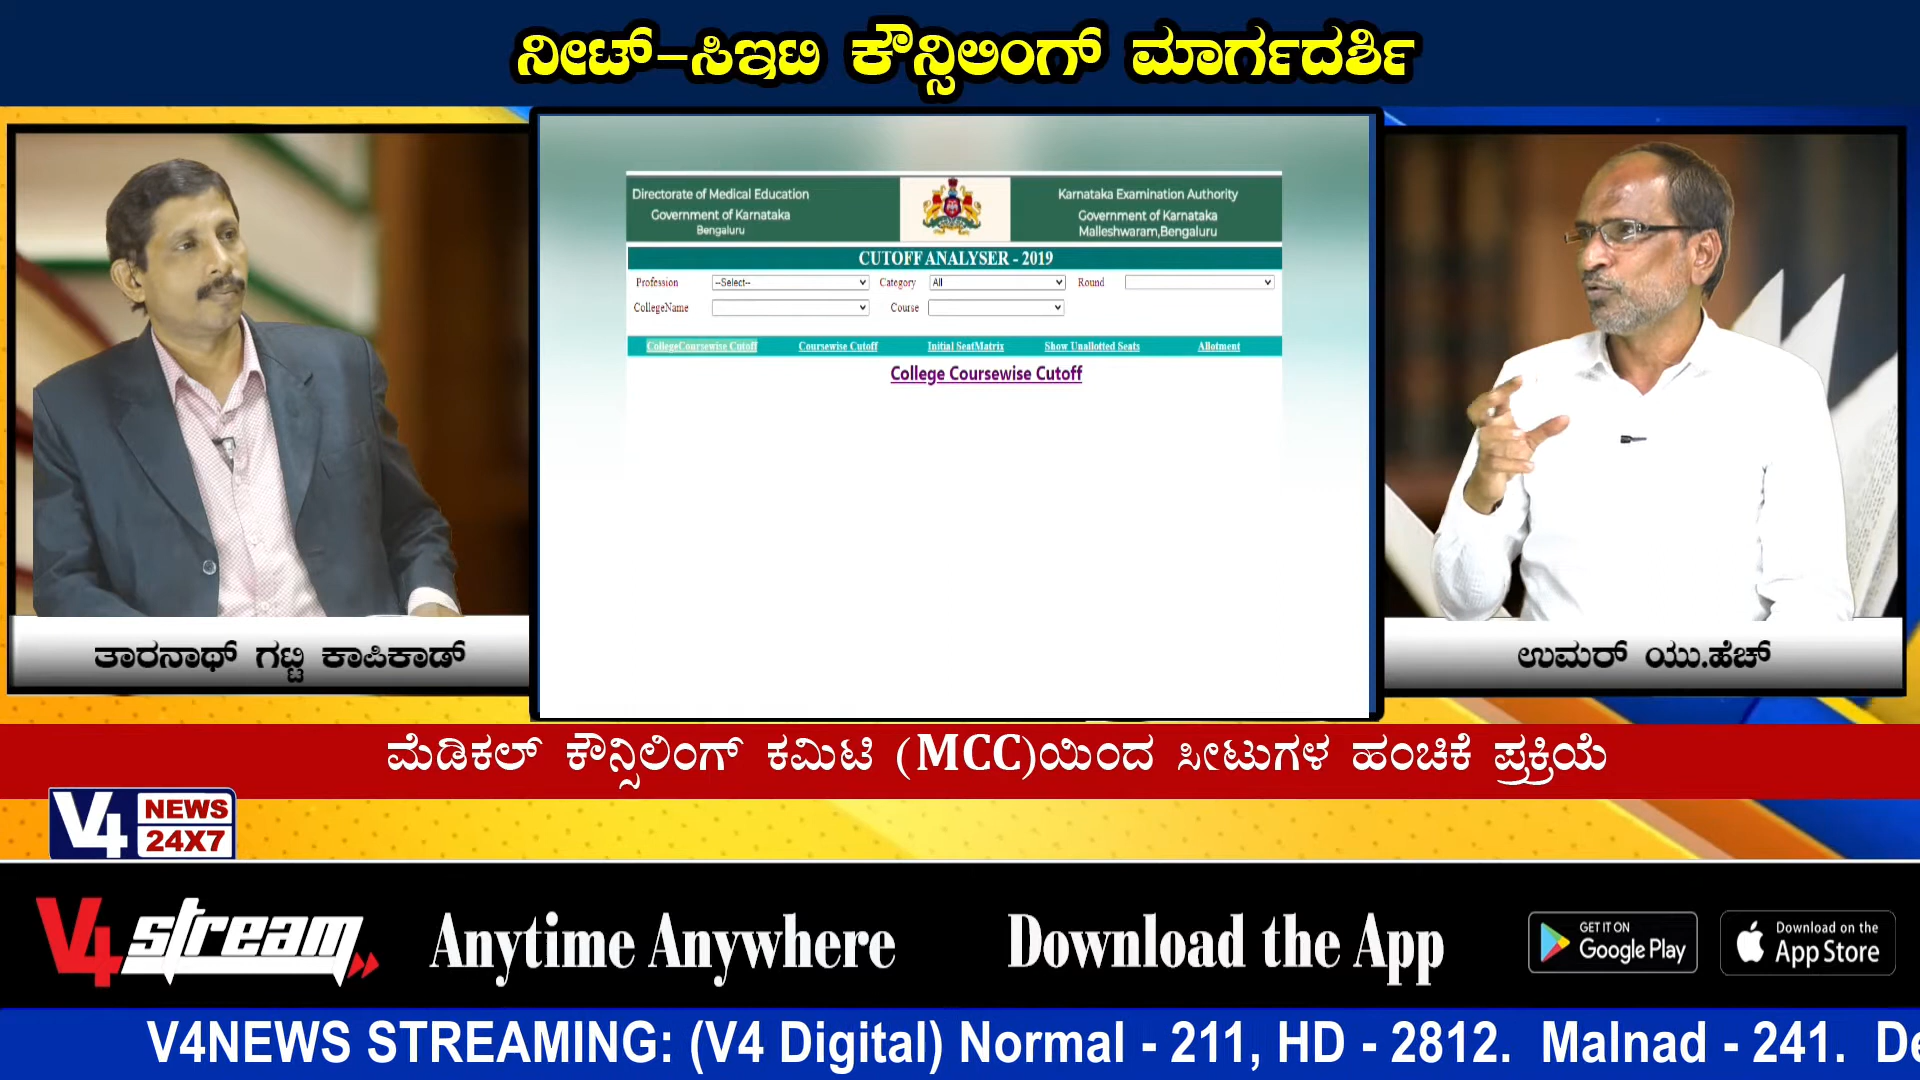 ನೀಟ್-ಸಿಇಟಿ ಕೌನ್ಸಿಲಿಂಗ್ ಮಾರ್ಗದರ್ಶಿ
Directorate of Medical Education
Government of Karnataka
Bengaluru
Karnataka Examination Authority
Government of Karnataka
Malleshwaram,Bengaluru
CUTOFF ANALYSER - 2019
Profession --Select-- Category All Round
CollegeName Course
CollegeCoursewise Cutoff Coursewise Cutoff Initial SeatMatrix Show Unallotted Seats Allotment
College Coursewise Cutoff
ತಾರನಾಥ್ ಗಟ್ಟಿ ಕಾಪಿಕಾಡ್
ಉಮರ್ ಯು.ಹೆಚ್
ಮೆಡಿಕಲ್ ಕೌನ್ಸಿಲಿಂಗ್ ಕಮಿಟಿ (MCC)ಯಿಂದ ಸೀಟುಗಳ ಹಂಚಿಕೆ ಪ್ರಕ್ರಿಯೆ
V4 NEWS
24X7
V4 stream Anytime Anywhere Download the App
GET IT ON
Google Play
Download on the
App Store
V4NEWS STREAMING: (V4 Digital) Normal - 211, HD - 2812. Malnad - 241. De